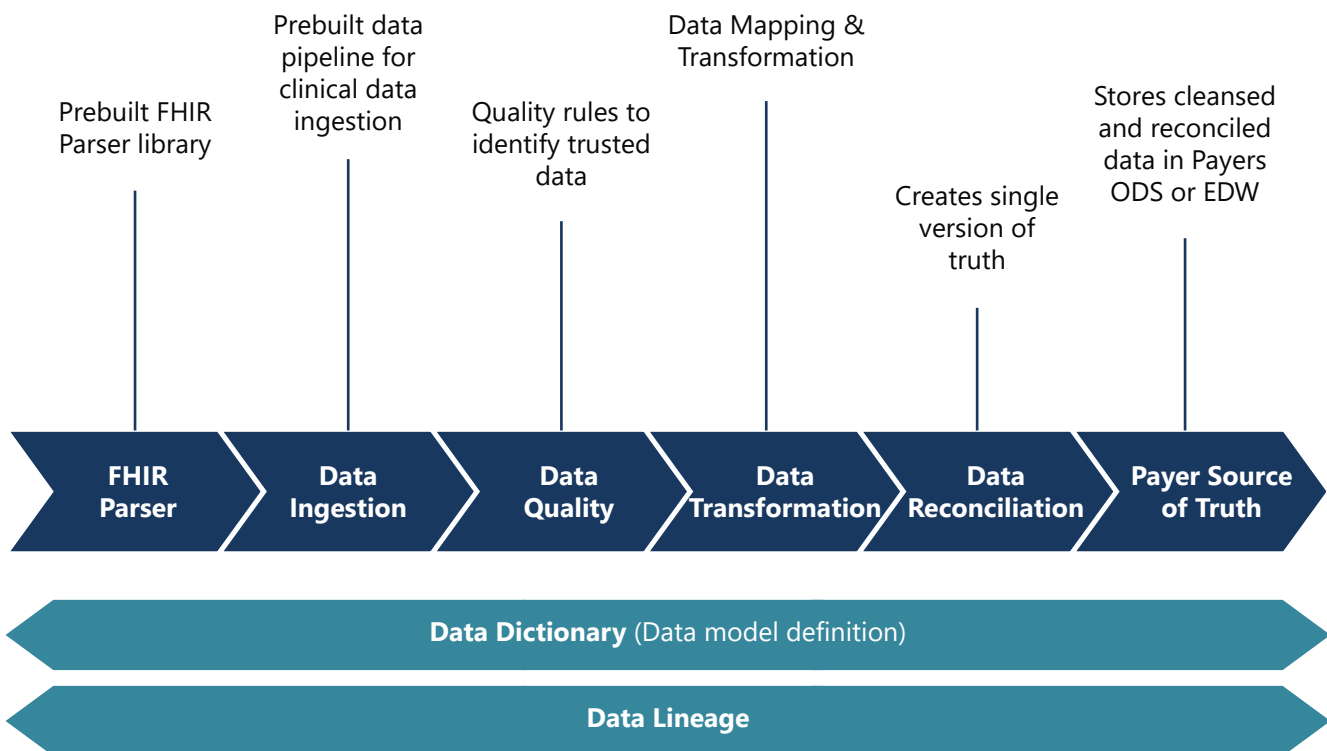 Prebuilt FHIR
Parser library
Prebuilt data
pipeline for
clinical data
ingestion
Quality rules to
identify trusted
data
Data Mapping &
Transformation
Creates single
version of
truth
Stores cleansed
and reconciled
data in Payers
ODS or EDW
FHIR
Parser
Data
Ingestion
Data
Quality
Data
Transformation
Data
Reconciliation
Payer Source
of Truth
Data Dictionary (Data model definition)
Data Lineage